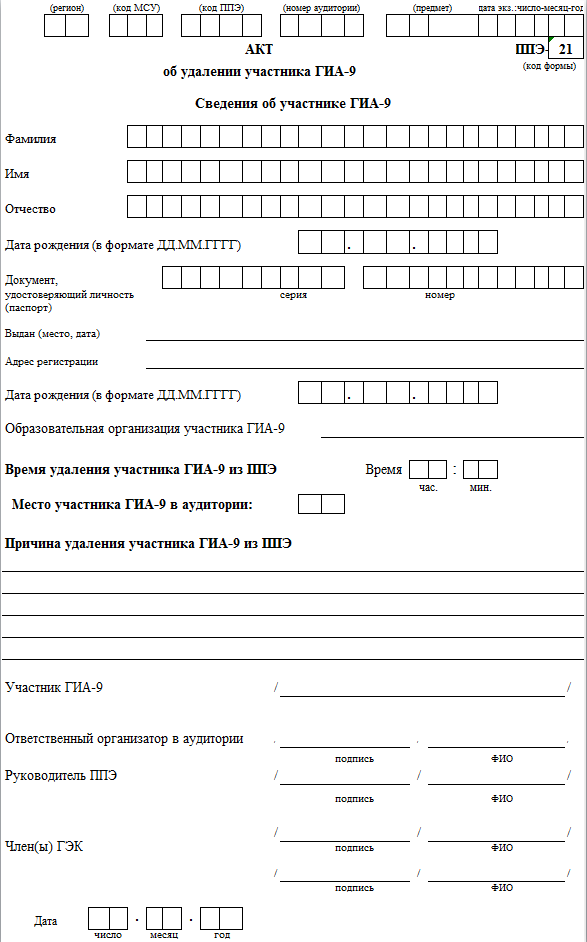 (регион) (код МСУ) (код ППЭ) (номер аудитории) (предмет) дата экз.:число-месяц-год
АКТ ППЭ- 21
об удалении участника ГИА-9 (код формы)
Сведения об участнике ГИА-9
Фамилия
Имя
Отчество
Дата рождения (в формате ДД.ММ.ГГГГ) . .
Документ,
удостоверяющий личность серия номер
(паспорт)
Выдан (место, дата)
Адрес регистрации
Дата рождения (в формате ДД.ММ.ГГГГ) . .
Образовательная организация участника ГИА-9
Время удаления участника ГИА-9 из ППЭ Время :
час. мин.
Место участника ГИА-9 в аудитории:
Причина удаления участника ГИА-9 из ППЭ
Участник ГИА-9 / /
Ответственный организатор в аудитории
подпись ФИО
Руководитель ППЭ / / /
подпись ФИО
/ / /
Член(ы) ГЭК подпись ФИО
/ / /
подпись ФИО
Дата . .
число месяц год